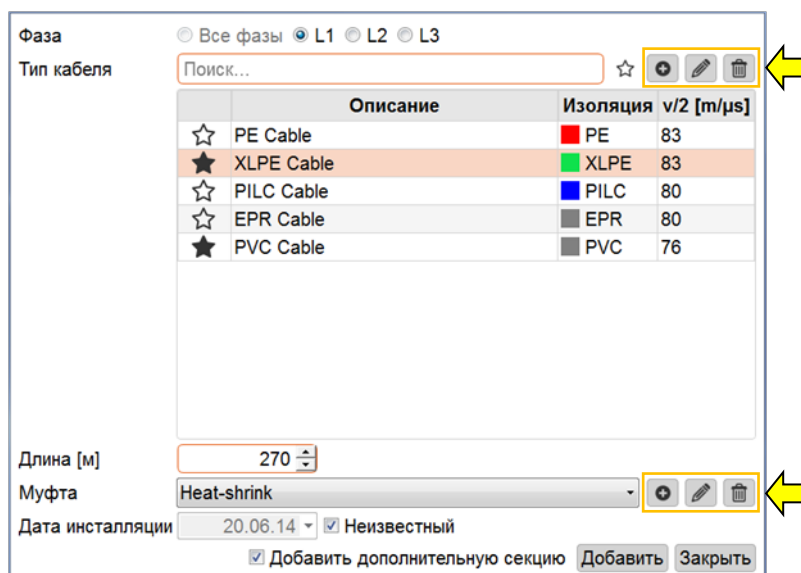 Фаза Все фазы L1 L2 L3
Тип кабеля Поиск...
Описание Изоляция v/2 [m/µs]
PE Cable PE 83
XLPE Cable XLPE 83
PILC Cable PILC 80
EPR Cable EPR 80
PVC Cable PVC 76
Длина [м] 270
Муфта Heat-shrink
Дата инсталляции 20.06.14 Неизвестный
Добавить дополнительную секцию Добавить Закрыть